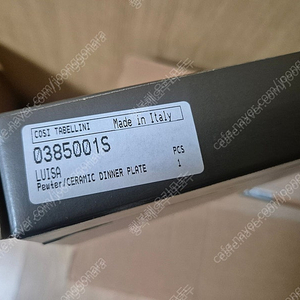 COSI TABELLINI Made in Italy
0385001S
LUISA PCS
Pewter/CERAMIC DINNER PLATE 1